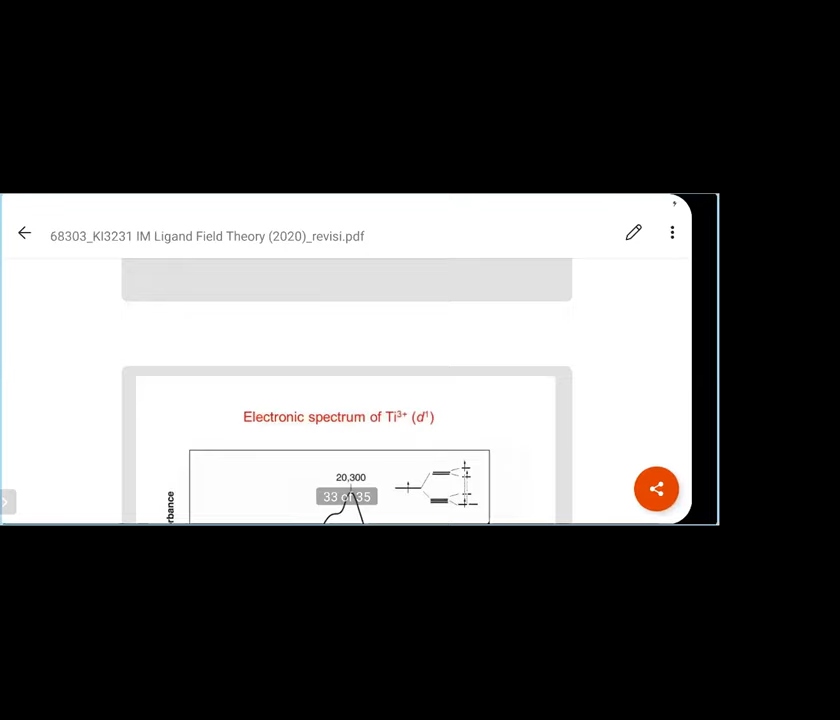 68303_KI3231 IM Ligand Field Theory (2020)_revisi.pdf
Electronic spectrum of Ti³⁺ (d¹)
20,300
33 of 35
rbance